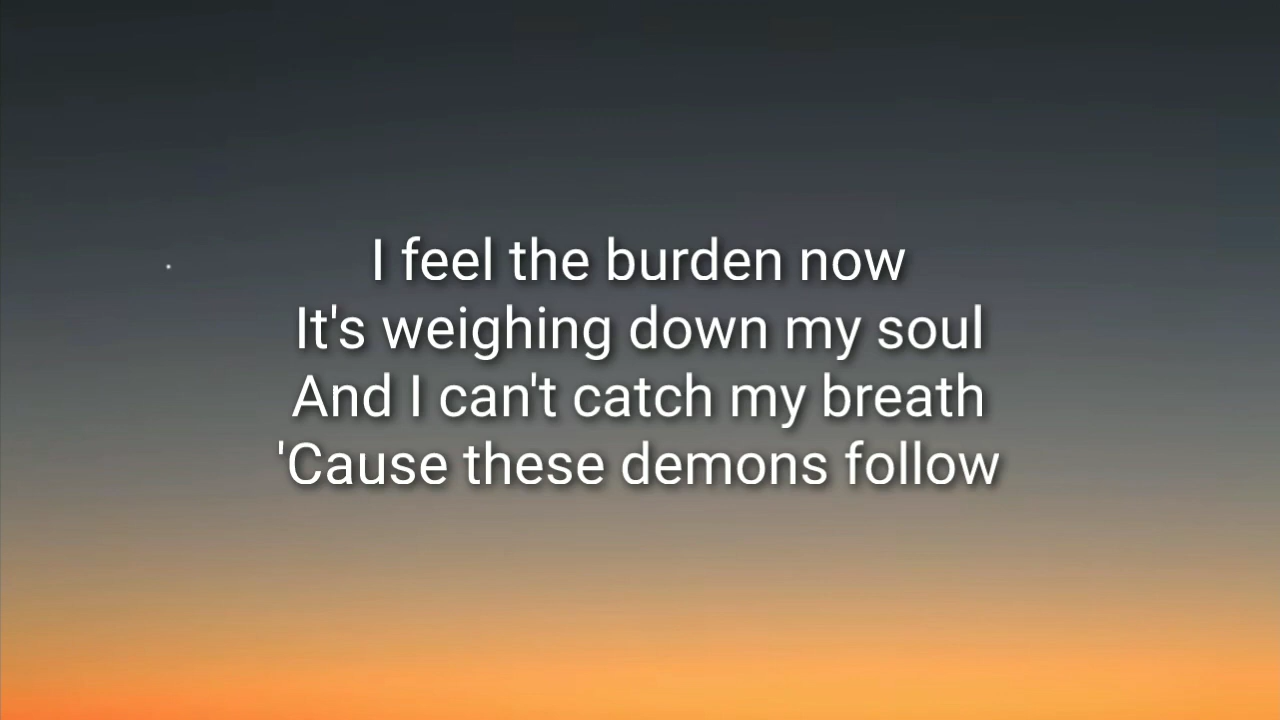 I feel the burden now
It's weighing down my soul
And I can't catch my breath
'Cause these demons follow